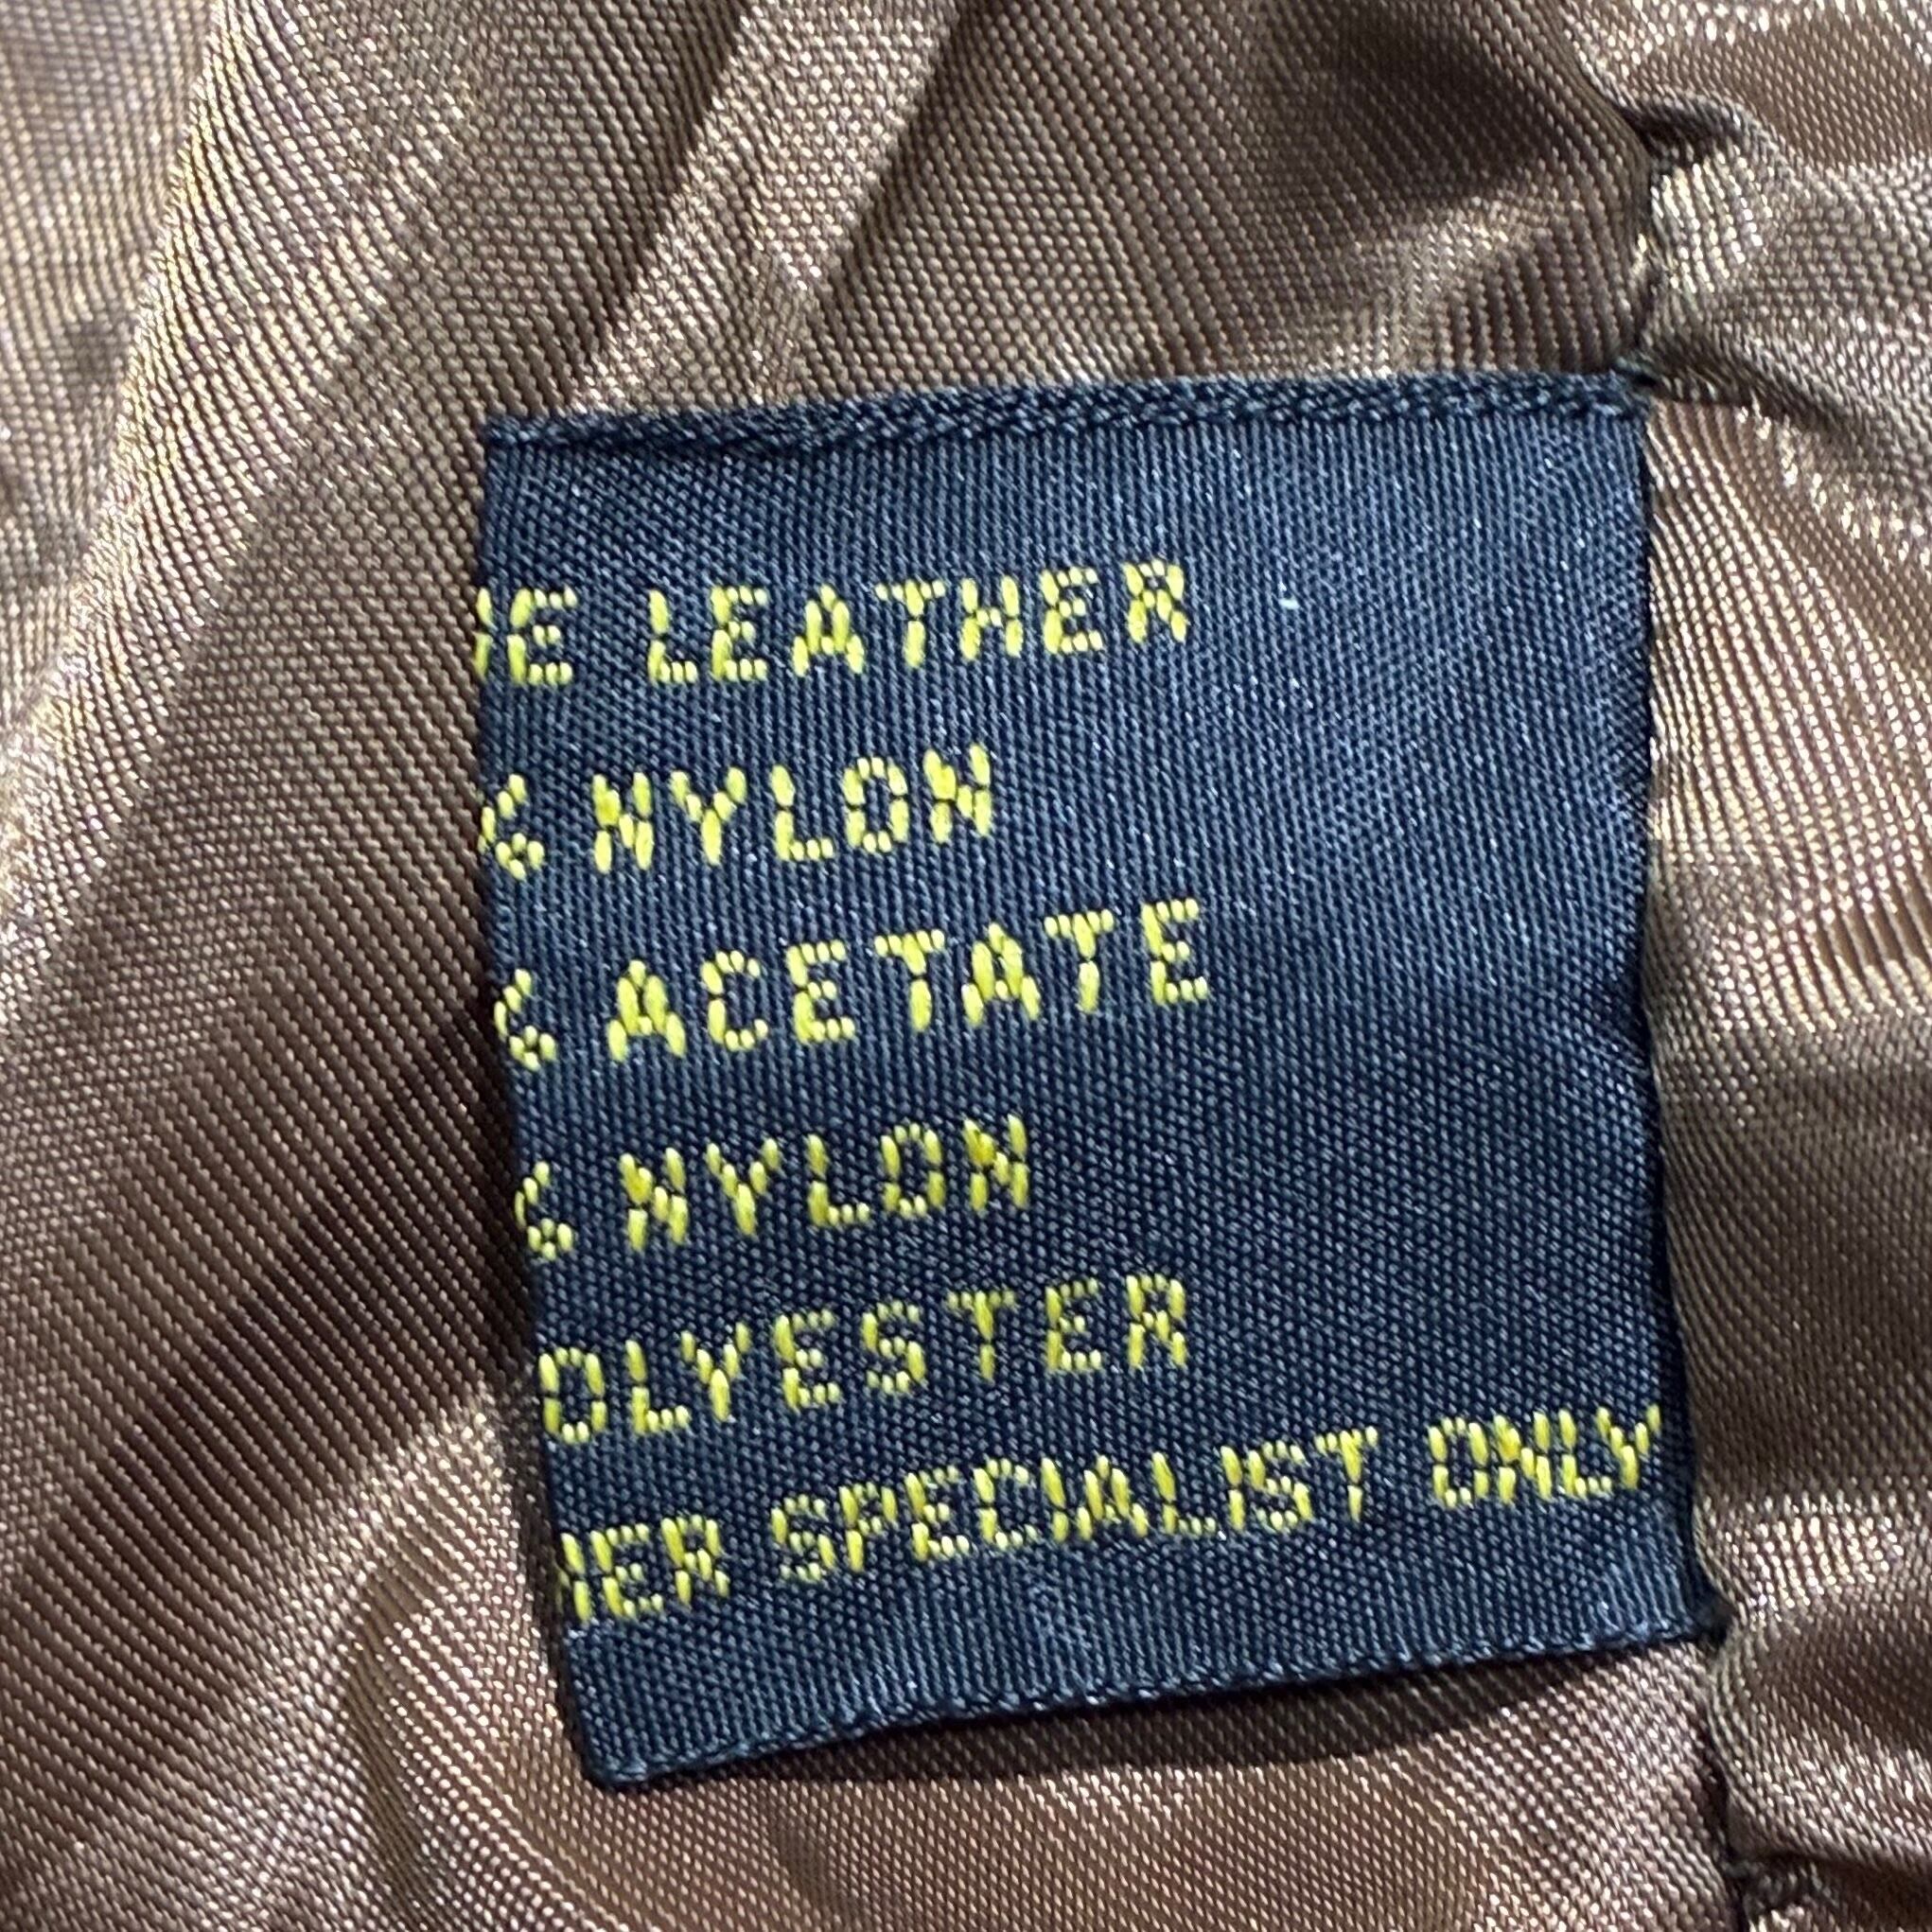 E LEATHER
% NYLON
% ACETATE
% NYLON
OLYESTER
HER SPECIALIST ONLY